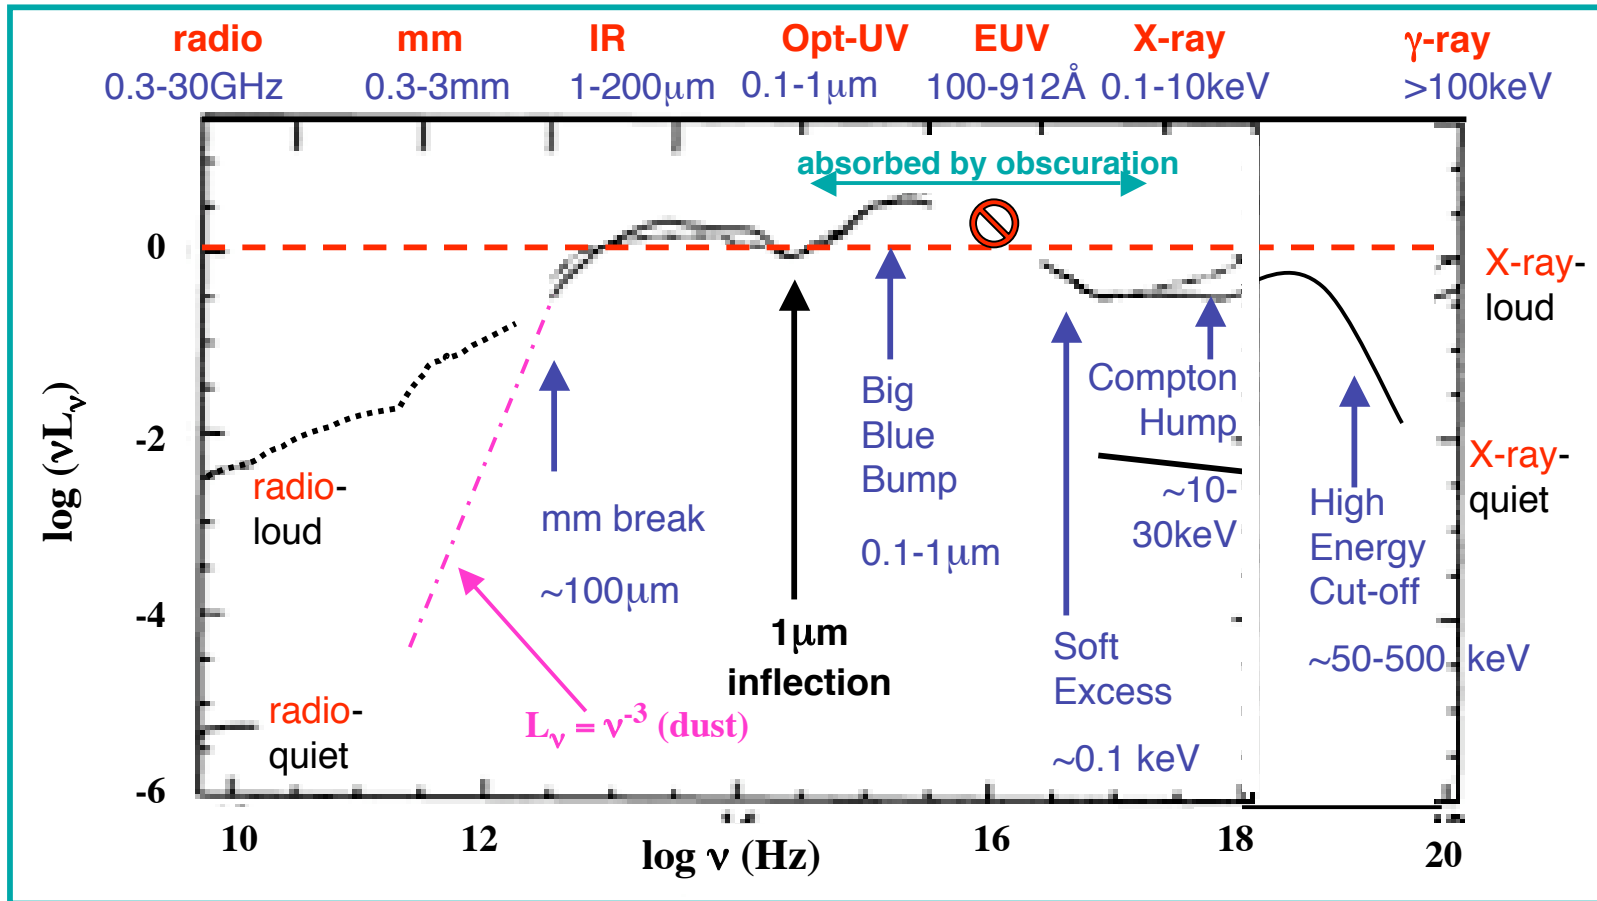 radio mm IR Opt-UV EUV X-ray γ-ray
0.3-30GHz 0.3-3mm 1-200μm 0.1-1μm 100-912Å 0.1-10keV >100keV
absorbed by obscuration
0
-2
-4
-6
log (νLν)
X-ray-
loud
X-ray-
quiet
radio-
loud
radio-
quiet
mm break
~100μm
Lν = ν-3 (dust)
1μm
inflection
Big
Blue
Bump
0.1-1μm
Soft
Excess
~0.1 keV
Compton
Hump
~10-
30keV
High
Energy
Cut-off
~50-500 keV
10 12 16 18 20
log ν (Hz)